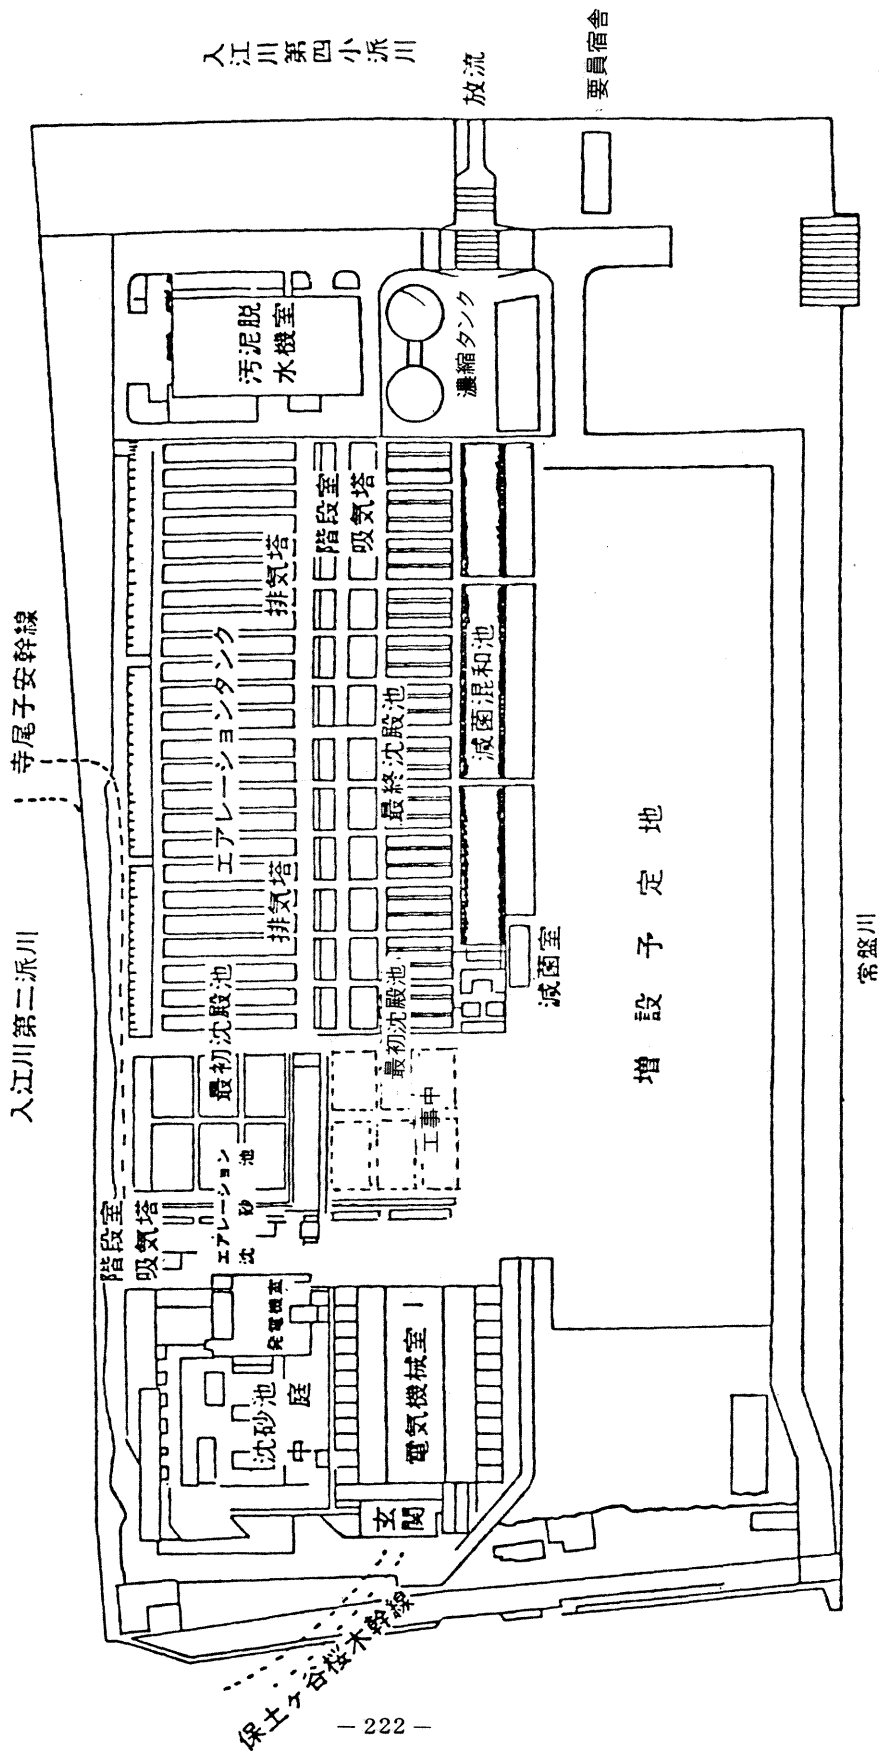 入江川第四小派川
放流
要員宿舎
汚泥脱
水機室
濃縮タンク
寺尾子安幹線
入江川第二派川
階段室
吸気塔
排気塔
エアレーションタンク
排気塔
最終沈殿池
滅菌混和池
最初沈殿池
最初沈殿池
工事中
滅菌室
増設予定地
常盤川
階段室
吸気塔
エアレーション
沈砂池
発電機室
沈砂池
中庭
電気機械室
玄関
保土ヶ谷桜木幹線
— 222 —